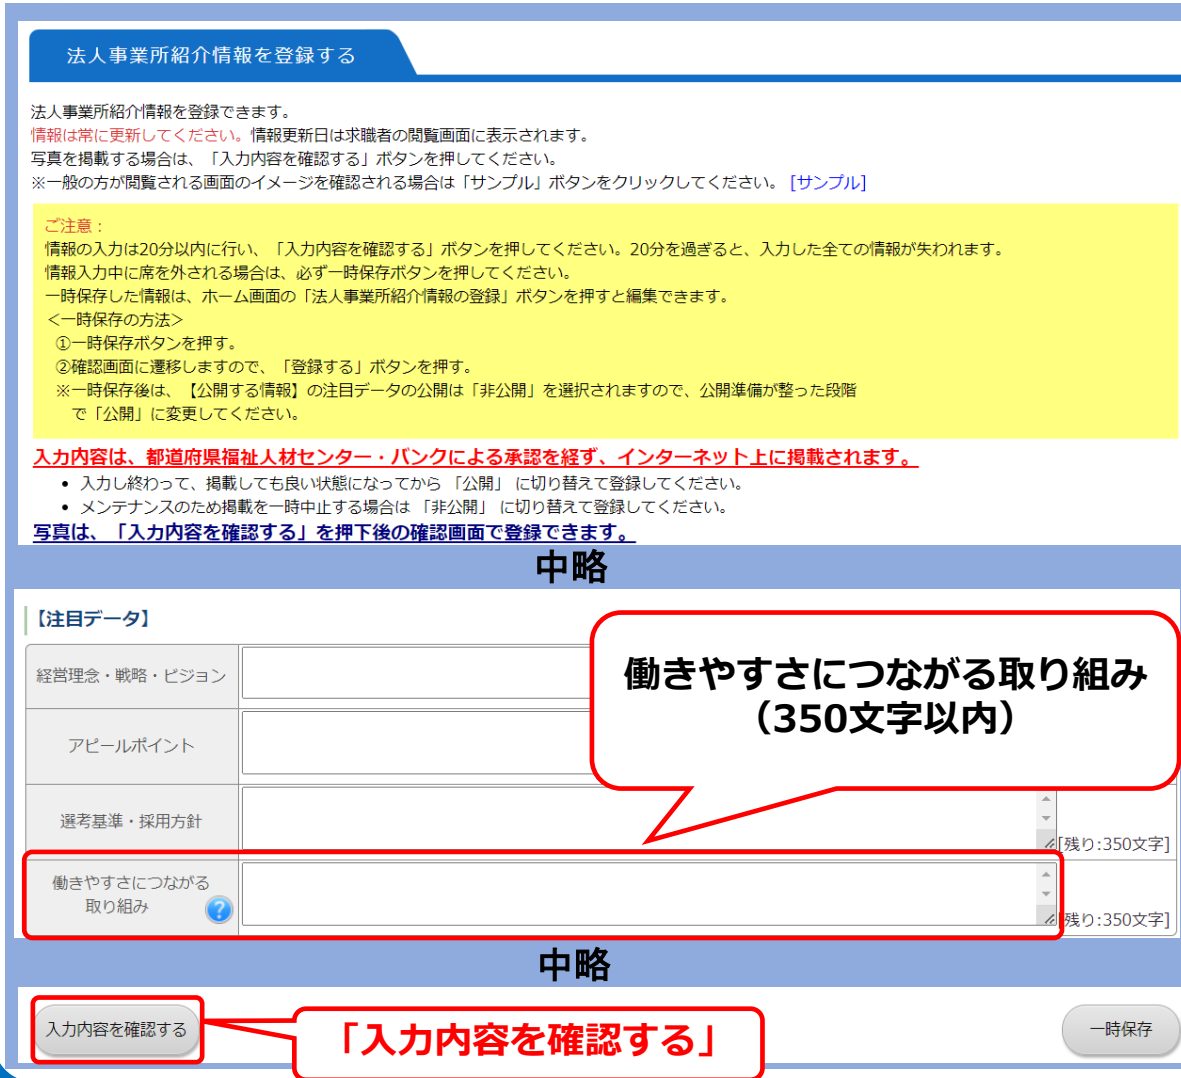 法人事業所紹介情報を登録する
法人事業所紹介情報を登録できます。
情報は常に更新してください。情報更新日は求職者の閲覧画面に表示されます。
写真を掲載する場合は、「入力内容を確認する」ボタンを押してください。
※一般の方が閲覧される画面のイメージを確認される場合は「サンプル」ボタンをクリックしてください。 [サンプル]
ご注意：
情報の入力は20分以内に行い、「入力内容を確認する」ボタンを押してください。20分を過ぎると、入力した全ての情報が失われます。
情報入力中に席を外される場合は、必ず一時保存ボタンを押してください。
一時保存した情報は、ホーム画面の「法人事業所紹介情報の登録」ボタンを押すと編集できます。
＜一時保存の方法＞
①一時保存ボタンを押す。
②確認画面に遷移しますので、「登録する」ボタンを押す。
※一時保存後は、【公開する情報】の注目データの公開は「非公開」を選択されますので、公開準備が整った段階
で「公開」に変更してください。
入力内容は、都道府県福祉人材センター・バンクによる承認を経ず、インターネット上に掲載されます。
• 入力し終わって、掲載しても良い状態になってから 「公開」 に切り替えて登録してください。
• メンテナンスのため掲載を一時中止する場合は 「非公開」 に切り替えて登録してください。
写真は、「入力内容を確認する」を押下後の確認画面で登録できます。
中略
【注目データ】
経営理念・戦略・ビジョン
働きやすさにつながる取り組み
（350文字以内）
アピールポイント
選考基準・採用方針
[残り:350文字]
働きやすさにつながる
取り組み
?
[残り:350文字]
中略
入力内容を確認する
「入力内容を確認する」
一時保存